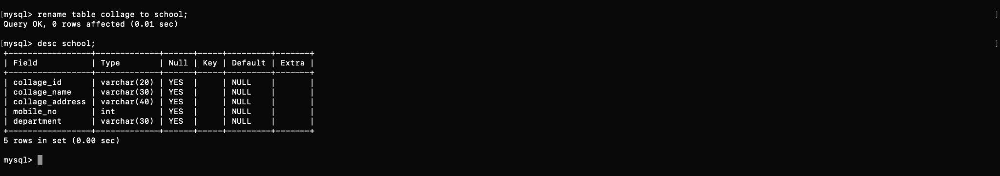 [mysql> rename table collage to school; ]
Query OK, 0 rows affected (0.01 sec)
[mysql> desc school; ]
+-----------------+-------------+------+-----+---------+-------+
| Field           | Type        | Null | Key | Default | Extra |
+-----------------+-------------+------+-----+---------+-------+
| collage_id      | varchar(20) | YES  |     | NULL    |       |
| collage_name    | varchar(30) | YES  |     | NULL    |       |
| collage_address | varchar(40) | YES  |     | NULL    |       |
| mobile_no       | int         | YES  |     | NULL    |       |
| department      | varchar(30) | YES  |     | NULL    |       |
+-----------------+-------------+------+-----+---------+-------+
5 rows in set (0.00 sec)
mysql>